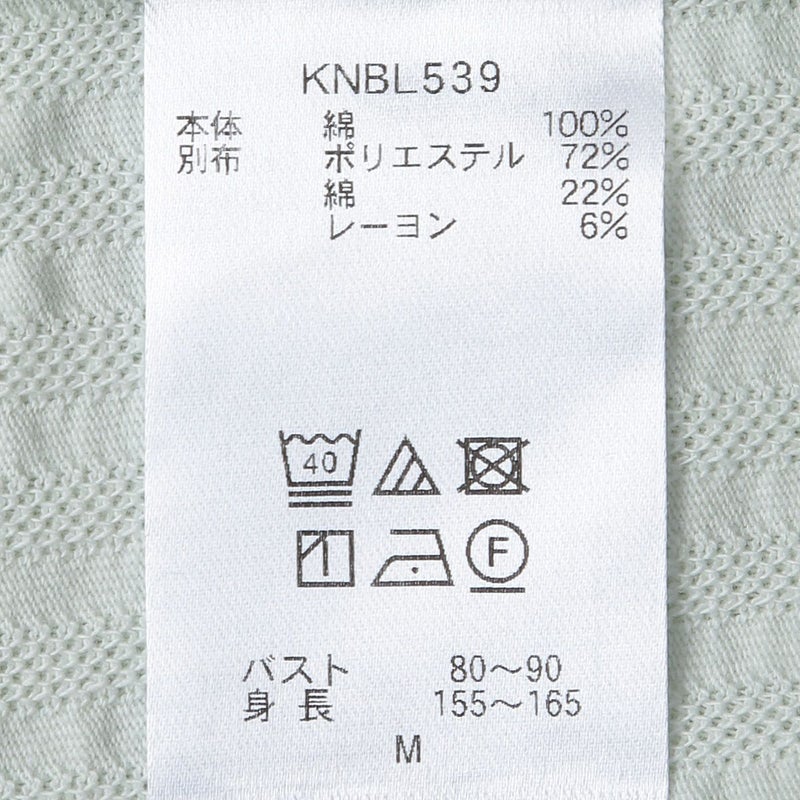 KNBL539
本体 綿 100%
別布 ポリエステル 72%
綿 22%
レーヨン 6%
40
F
バスト 80～90
身長 155～165
M